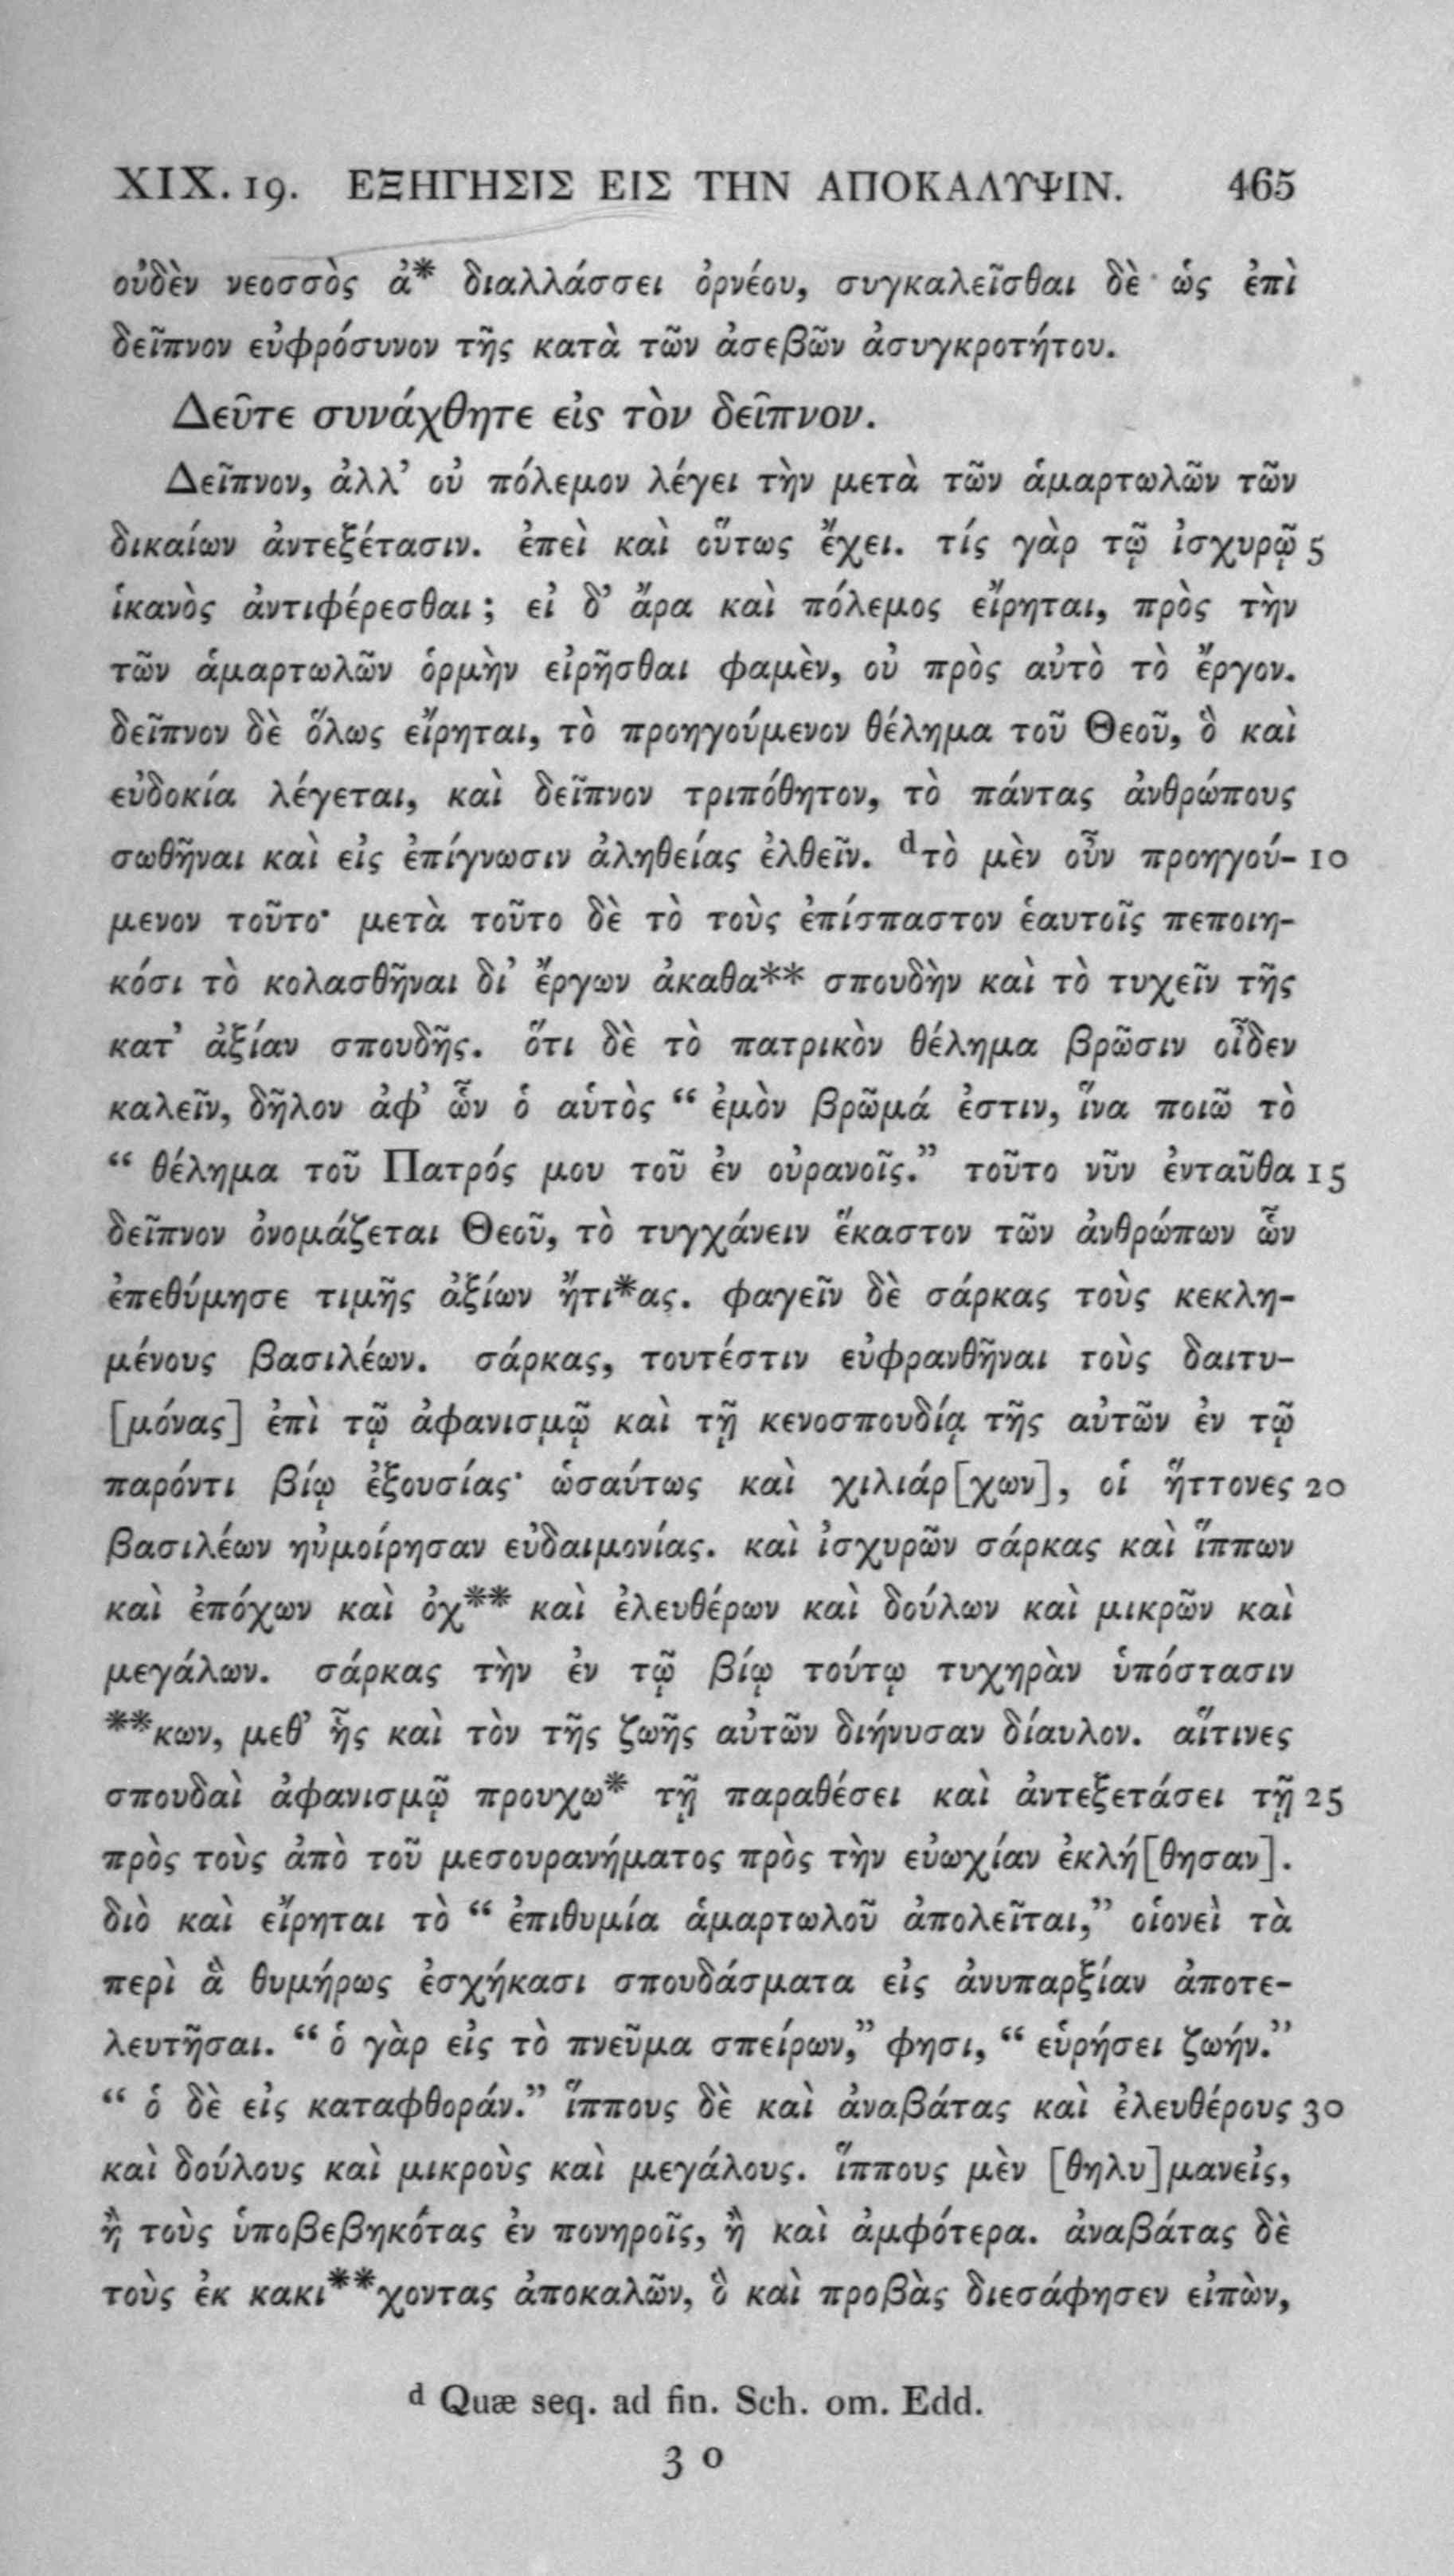 XIX. 19. ΕΞΗΓΗΣΙΣ ΕΙΣ ΤΗΝ ΑΠΟΚΑΛΥΨΙΝ. 465
οὐδὲν νεοσσὸς ἀ* διαλλάσσει ὀρνέου, συγκαλεῖσθαι δὲ ὡς ἐπὶ
δεῖπνον εὐφρόσυνον τῆς κατὰ τῶν ἀσεβῶν ἀσυγκροτήτου.
Δεῦτε συνάχθητε εἰς τὸν δεῖπνον.
Δεῖπνον, ἀλλ’ οὐ πόλεμον λέγει τὴν μετὰ τῶν ἁμαρτωλῶν τῶν
δικαίων ἀντεξέτασιν. ἐπεὶ καὶ οὕτως ἔχει. τίς γὰρ τῷ ἰσχυρῷ 5
ἱκανὸς ἀντιφέρεσθαι; εἰ δ’ ἄρα καὶ πόλεμος εἴρηται, πρὸς τὴν
τῶν ἁμαρτωλῶν ὁρμὴν εἰρῆσθαι φαμὲν, οὐ πρὸς αὐτὸ τὸ ἔργον.
δεῖπνον δὲ ὅλως εἴρηται, τὸ προηγούμενον θέλημα τοῦ Θεοῦ, ὃ καὶ
εὐδοκία λέγεται, καὶ δεῖπνον τριπόθητον, τὸ πάντας ἀνθρώπους
σωθῆναι καὶ εἰς ἐπίγνωσιν ἀληθείας ἐλθεῖν. ᵈτὸ μὲν οὖν προηγού- 10
μενον τοῦτο· μετὰ τοῦτο δὲ τὸ τοὺς ἐπίσπαστον ἑαυτοῖς πεποιη-
κόσι τὸ κολασθῆναι δι’ ἔργων ἀκαθα** σπουδὴν καὶ τὸ τυχεῖν τῆς
κατ’ ἀξίαν σπουδῆς. ὅτι δὲ τὸ πατρικὸν θέλημα βρῶσιν οἶδεν
καλεῖν, δῆλον ἀφ’ ὧν ὁ αὐτὸς “ ἐμὸν βρῶμά ἐστιν, ἵνα ποιῶ τὸ
“ θέλημα τοῦ Πατρός μου τοῦ ἐν οὐρανοῖς.” τοῦτο νῦν ἐνταῦθα 15
δεῖπνον ὀνομάζεται Θεοῦ, τὸ τυγχάνειν ἕκαστον τῶν ἀνθρώπων ὧν
ἐπεθύμησε τιμῆς ἀξίων ἤτι*ας. φαγεῖν δὲ σάρκας τοὺς κεκλη-
μένους βασιλέων. σάρκας, τουτέστιν εὐφρανθῆναι τοὺς δαιτυ-
[μόνας] ἐπὶ τῷ ἀφανισμῷ καὶ τῇ κενοσπουδίᾳ τῆς αὐτῶν ἐν τῷ
παρόντι βίῳ ἐξουσίας· ὡσαύτως καὶ χιλιάρ[χων], οἱ ἥττονες 20
βασιλέων ηὐμοίρησαν εὐδαιμονίας. καὶ ἰσχυρῶν σάρκας καὶ ἵππων
καὶ ἐπόχων καὶ ὀχ** καὶ ἐλευθέρων καὶ δούλων καὶ μικρῶν καὶ
μεγάλων. σάρκας τὴν ἐν τῷ βίῳ τούτῳ τυχηρὰν ὑπόστασιν
**κων, μεθ’ ἧς καὶ τὸν τῆς ζωῆς αὐτῶν διήνυσαν δίαυλον. αἵτινες
σπουδαὶ ἀφανισμῷ προυχω* τῇ παραθέσει καὶ ἀντεξετάσει τῇ 25
πρὸς τοὺς ἀπὸ τοῦ μεσουρανήματος πρὸς τὴν εὐωχίαν ἐκλή[θησαν].
διὸ καὶ εἴρηται τὸ “ ἐπιθυμία ἁμαρτωλοῦ ἀπολεῖται,” οἱονεὶ τὰ
περὶ ἃ θυμήρως ἐσχήκασι σπουδάσματα εἰς ἀνυπαρξίαν ἀποτε-
λευτῆσαι. “ ὁ γὰρ εἰς τὸ πνεῦμα σπείρων,” φησι, “ εὑρήσει ζωήν.”
“ ὁ δὲ εἰς καταφθοράν.” ἵππους δὲ καὶ ἀναβάτας καὶ ἐλευθέρους 30
καὶ δούλους καὶ μικροὺς καὶ μεγάλους. ἵππους μὲν [θηλυ]μανεὶς,
ἢ τοὺς ὑποβεβηκότας ἐν πονηροῖς, ἢ καὶ ἀμφότερα. ἀναβάτας δὲ
τοὺς ἐκ κακι**χοντας ἀποκαλῶν, ὃ καὶ προβὰς διεσάφησεν εἰπὼν,
ᵈ Quæ seq. ad fin. Sch. om. Edd.
3 o